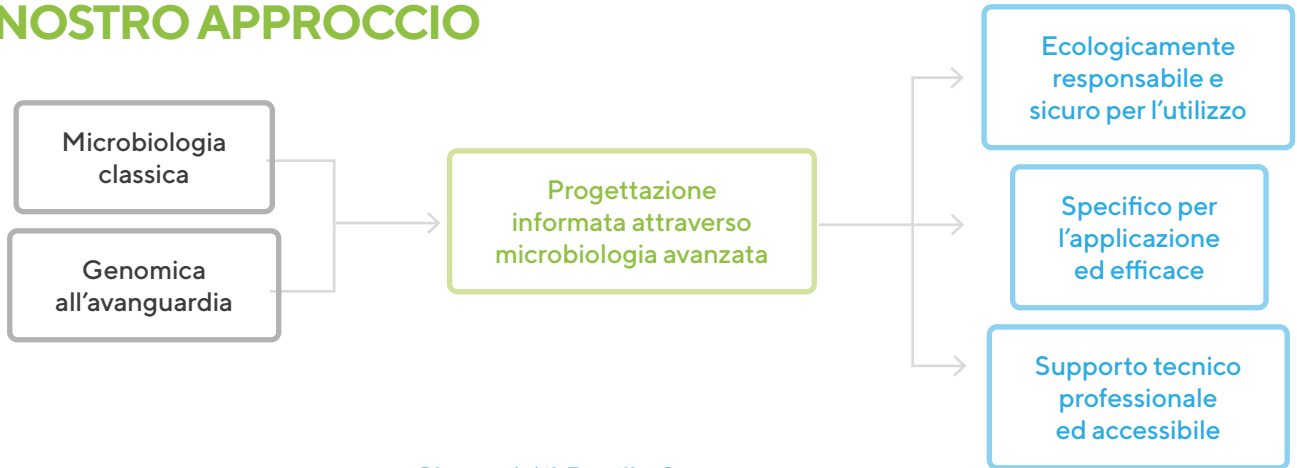 NOSTRO APPROCCIO
Microbiologia
classica
Genomica
all'avanguardia
Progettazione
informata attraverso
microbiologia avanzata
Ecologicamente
responsabile e
sicuro per l'utilizzo
Specifico per
l'applicazione
ed efficace
Supporto tecnico
professionale
ed accessibile